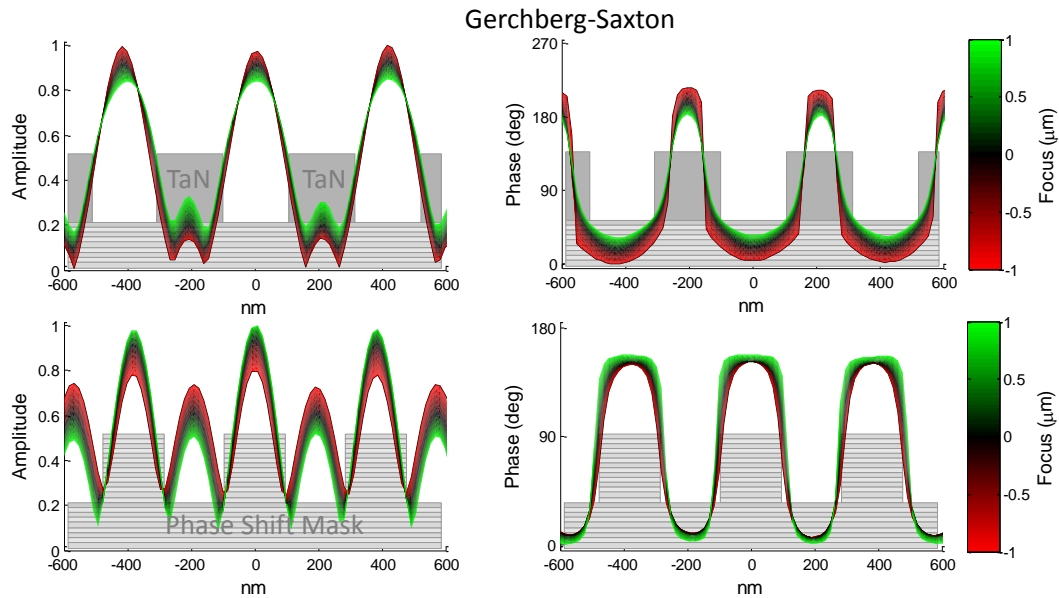 Gerchberg-Saxton
Amplitude
1
0.8
0.6
0.4
0.2
0
TaN TaN
-600 -400 -200 0 200 400 600
nm
Phase (deg)
270
180
90
0
-600 -400 -200 0 200 400 600
nm
1
0.5
0
-0.5
-1
Focus (μm)
Amplitude
1
0.8
0.6
0.4
0.2
0
Phase Shift Mask
-600 -400 -200 0 200 400 600
nm
Phase (deg)
180
90
0
-600 -400 -200 0 200 400 600
nm
1
0.5
0
-0.5
-1
Focus (μm)